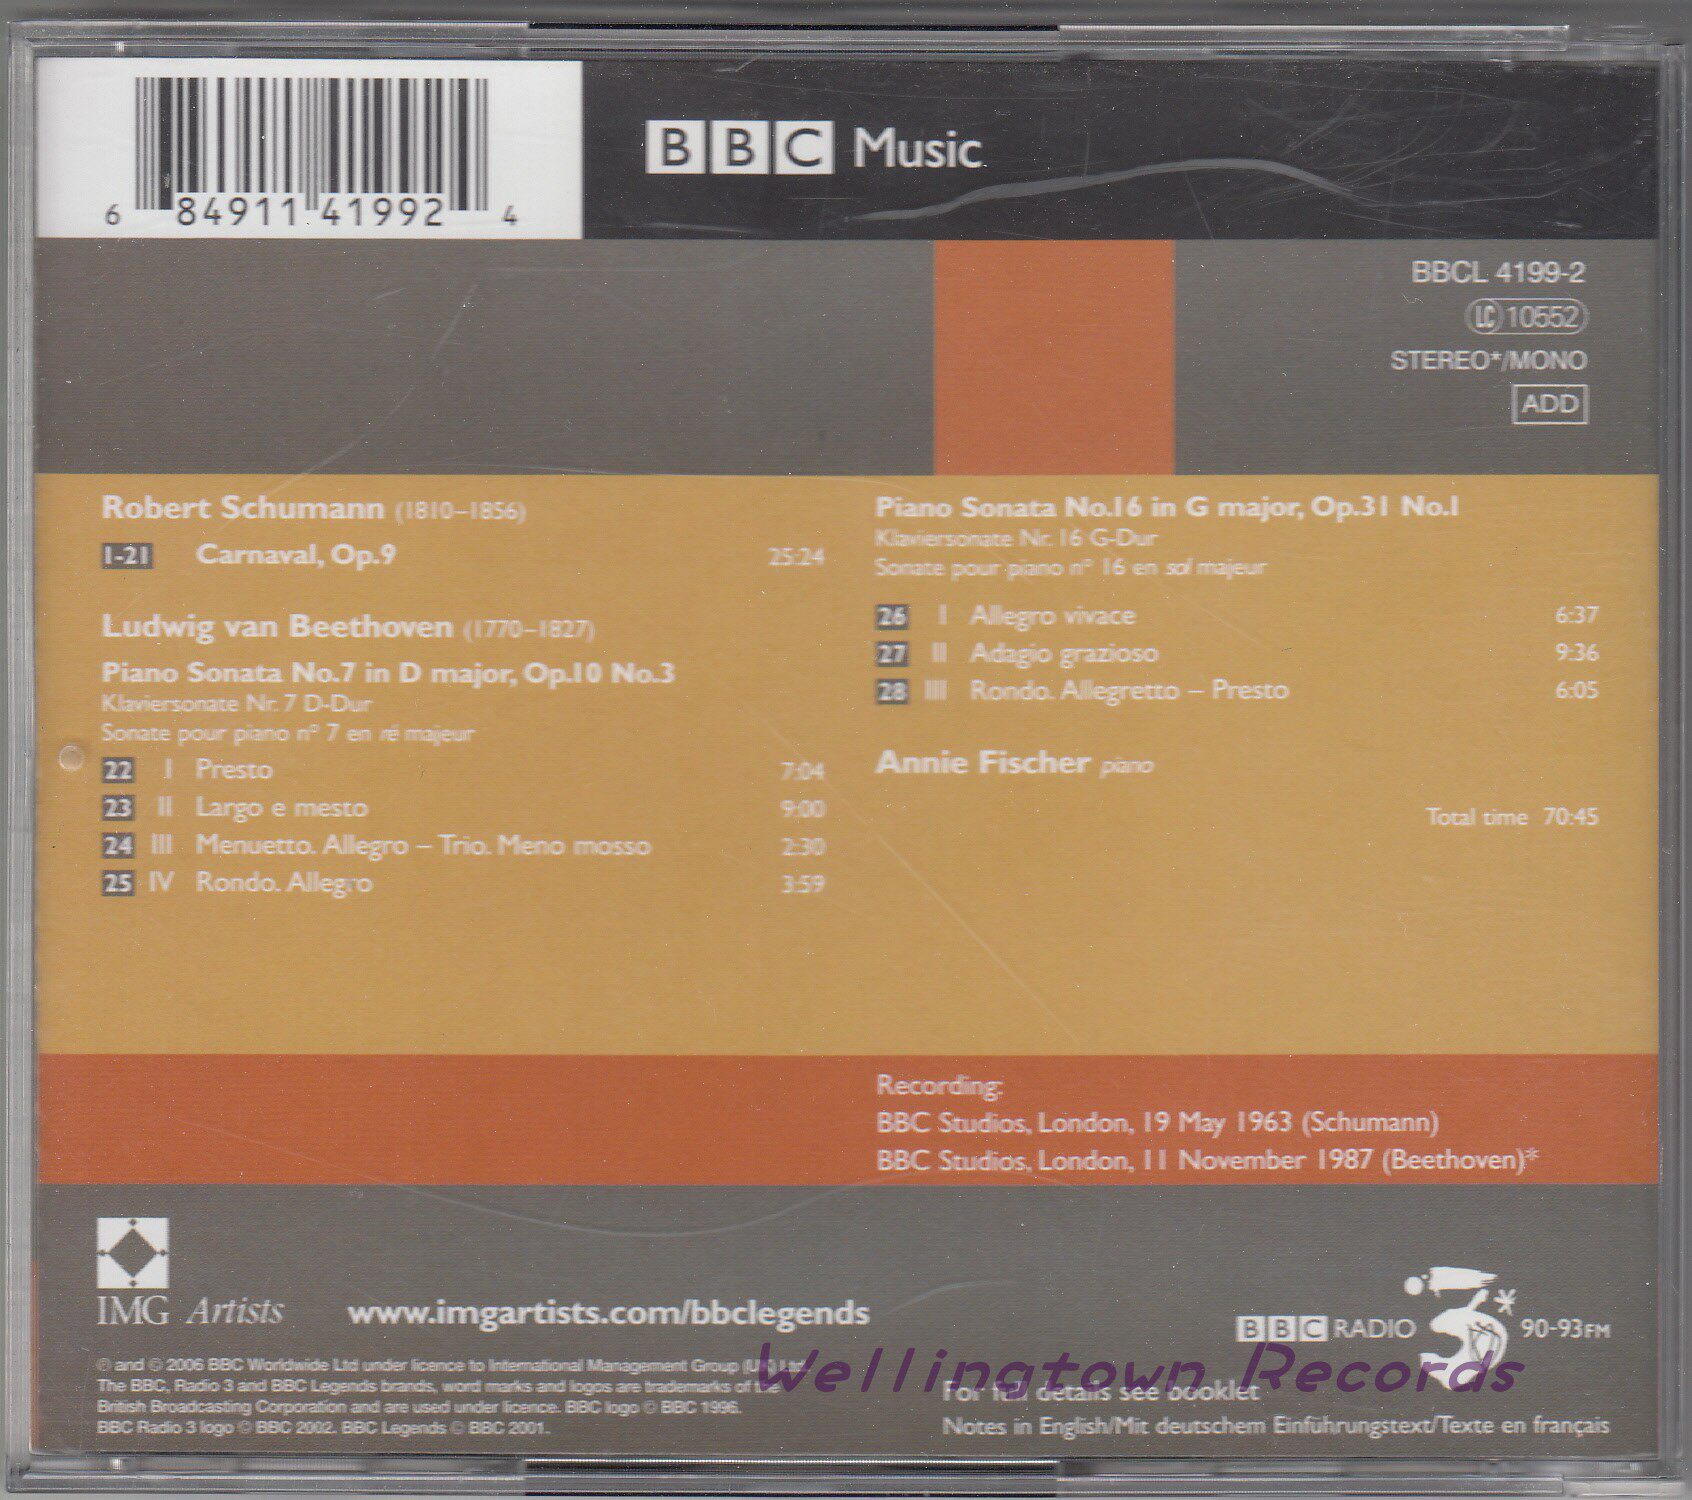 6 84911 41992 4
BBC Music
BBCL 4199-2
LC 10552
STEREO*/MONO
ADD
Robert Schumann (1810–1856)
1-21 Carnaval, Op.9 25:24
Ludwig van Beethoven (1770–1827)
Piano Sonata No.7 in D major, Op.10 No.3
Klaviersonate Nr. 7 D-Dur
Sonate pour piano n° 7 en ré majeur
22 I Presto 7:04
23 II Largo e mesto 9:00
24 III Menuetto. Allegro – Trio. Meno mosso 2:30
25 IV Rondo. Allegro 3:59
Piano Sonata No.16 in G major, Op.31 No.1
Klaviersonate Nr. 16 G-Dur
Sonate pour piano n° 16 en sol majeur
26 I Allegro vivace 6:37
27 II Adagio grazioso 9:36
28 III Rondo. Allegretto – Presto 6:05
Annie Fischer piano
Total time 70:45
Recording:
BBC Studios, London, 19 May 1963 (Schumann)
BBC Studios, London, 11 November 1987 (Beethoven)*
IMG Artists
www.imgartists.com/bbclegends
BBC RADIO 3 90-93FM
℗ and © 2006 BBC Worldwide Ltd under licence to International Management Group (UK) Ltd
The BBC, Radio 3 and BBC Legends brands, word marks and logos are trademarks of the
British Broadcasting Corporation and are used under licence. BBC logo © BBC 1996.
BBC Radio 3 logo © BBC 2002. BBC Legends © BBC 2001.
Wellingtown Records
For full details see booklet
Notes in English/Mit deutschem Einführungstext/Texte en français